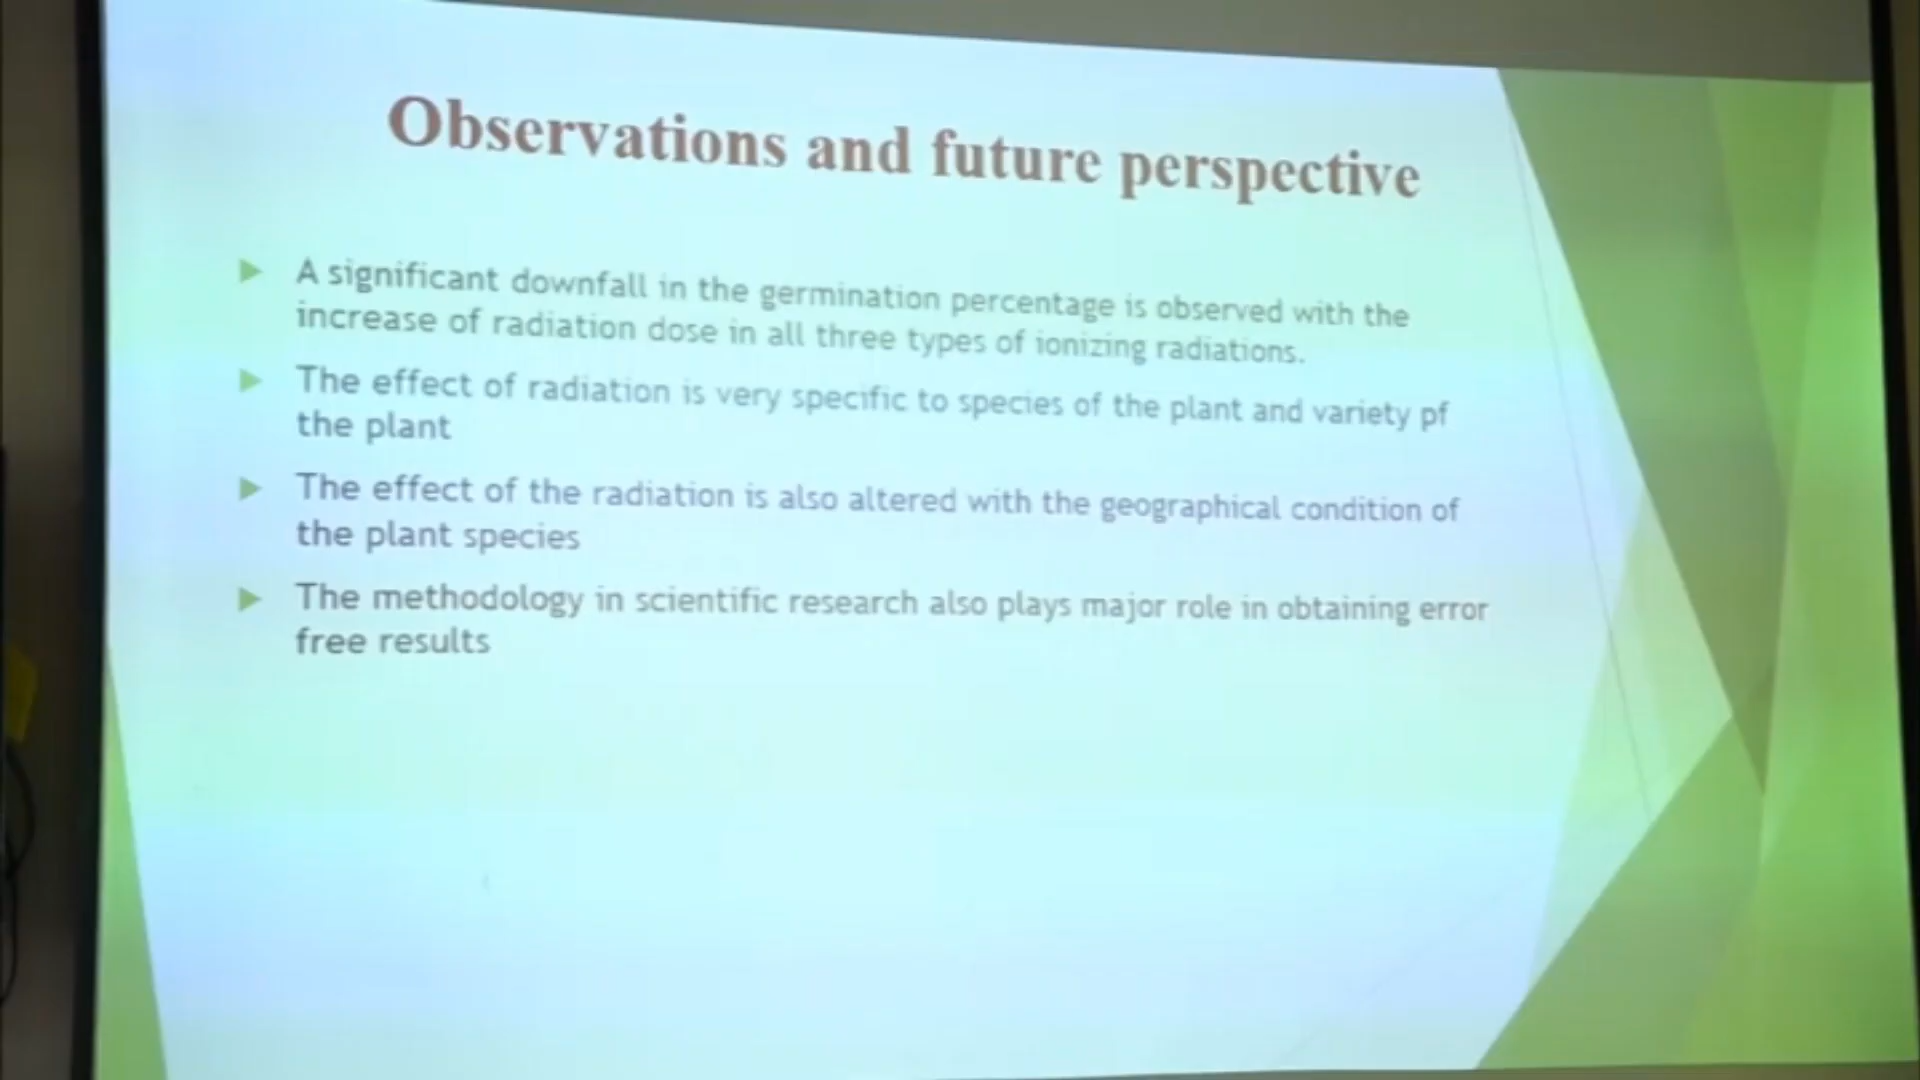 Observations and future perspective
A significant downfall in the germination percentage is observed with the
increase of radiation dose in all three types of ionizing radiations.
The effect of radiation is very specific to species of the plant and variety pf
the plant
The effect of the radiation is also altered with the geographical condition of
the plant species
The methodology in scientific research also plays major role in obtaining error
free results